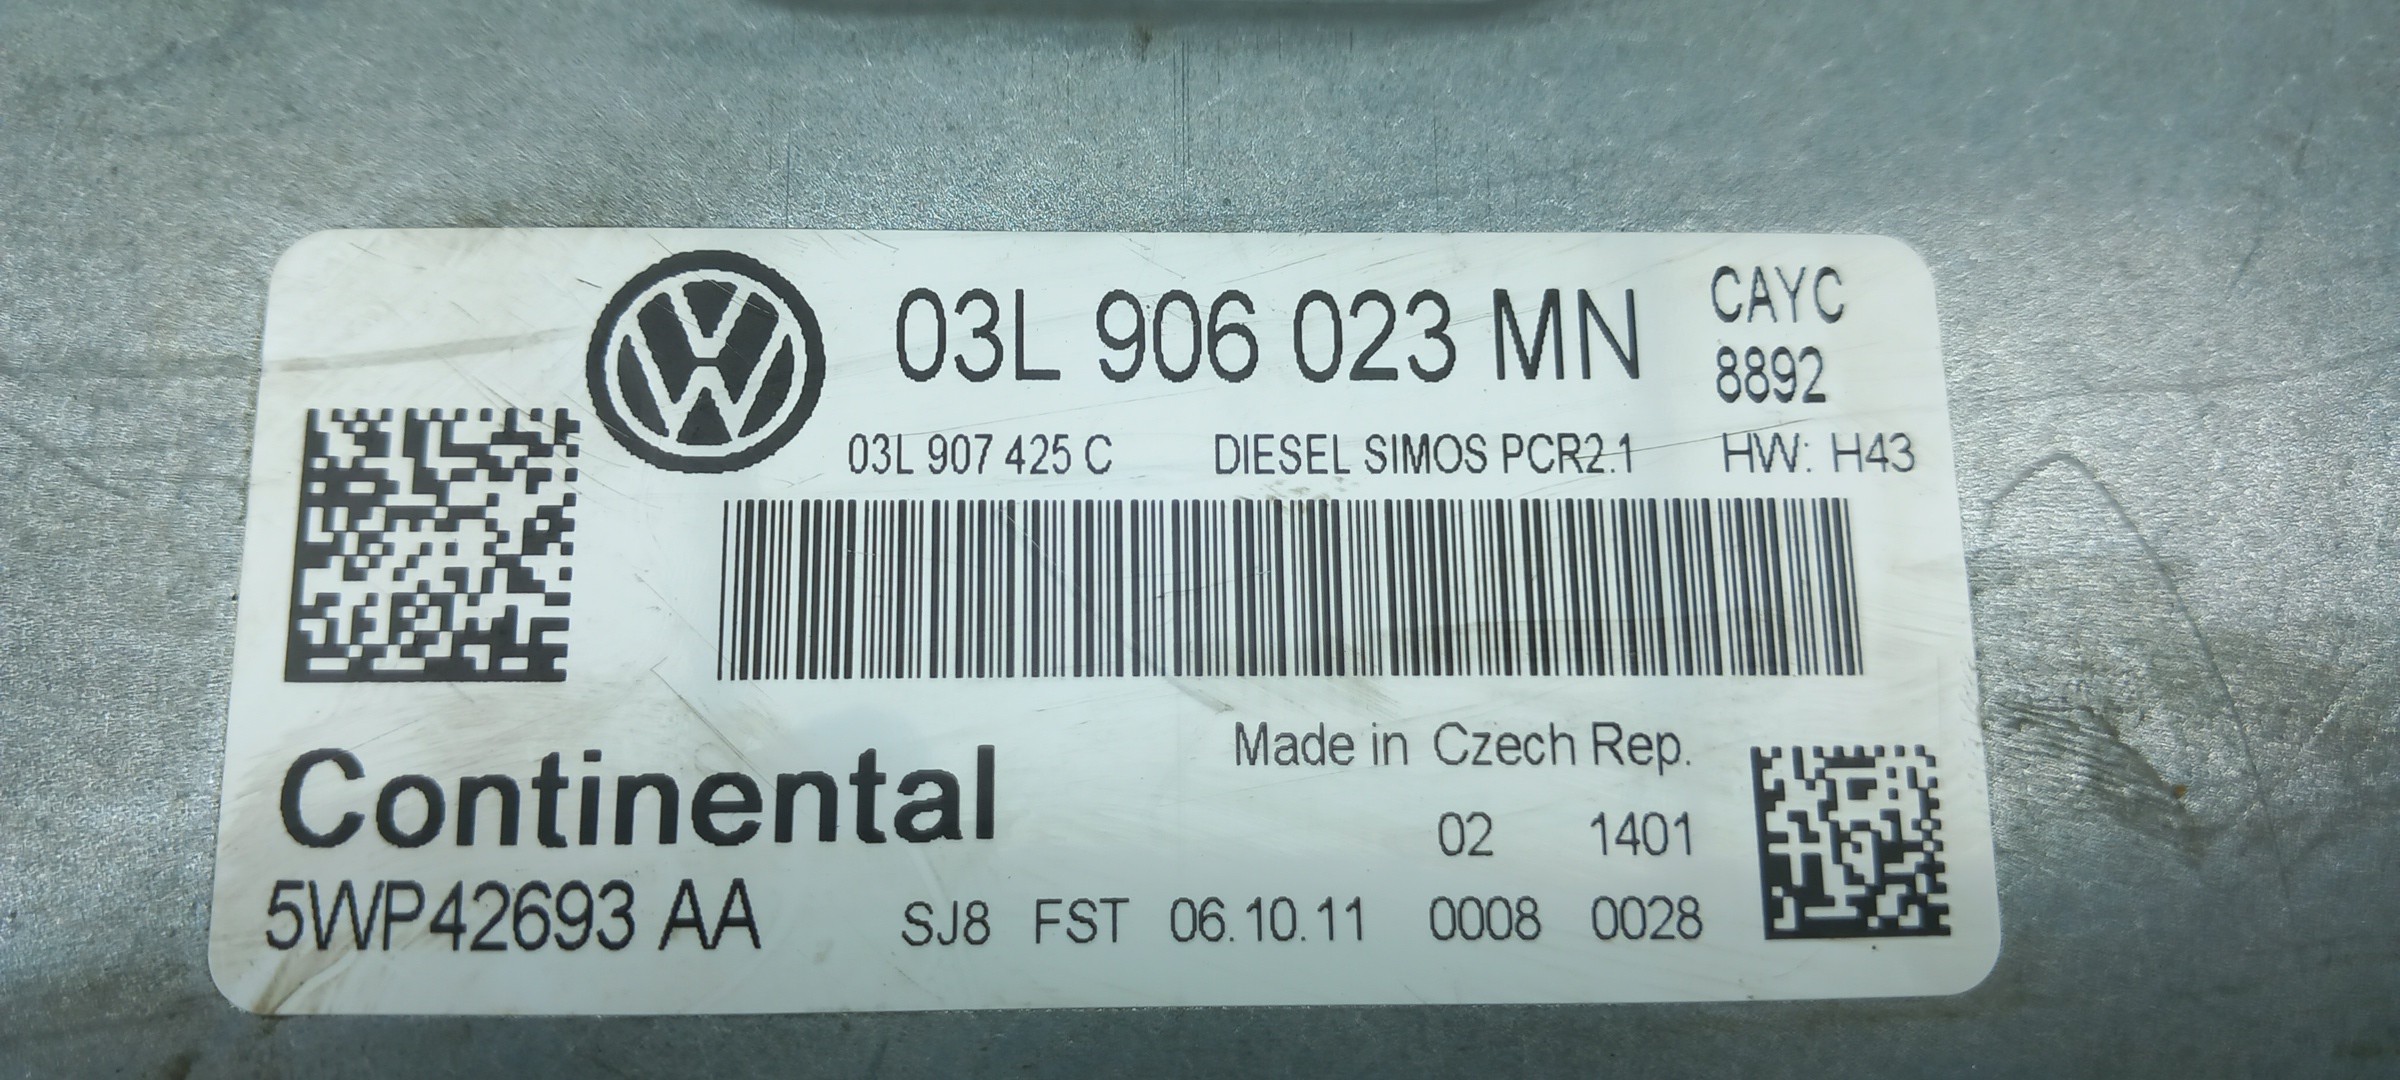 03L 906 023 MN CAYC
8892
03L 907 425 C DIESEL SIMOS PCR2.1 HW: H43
Made in Czech Rep.
Continental 02 1401
5WP42693 AA SJ8 FST 06.10.11 0008 0028